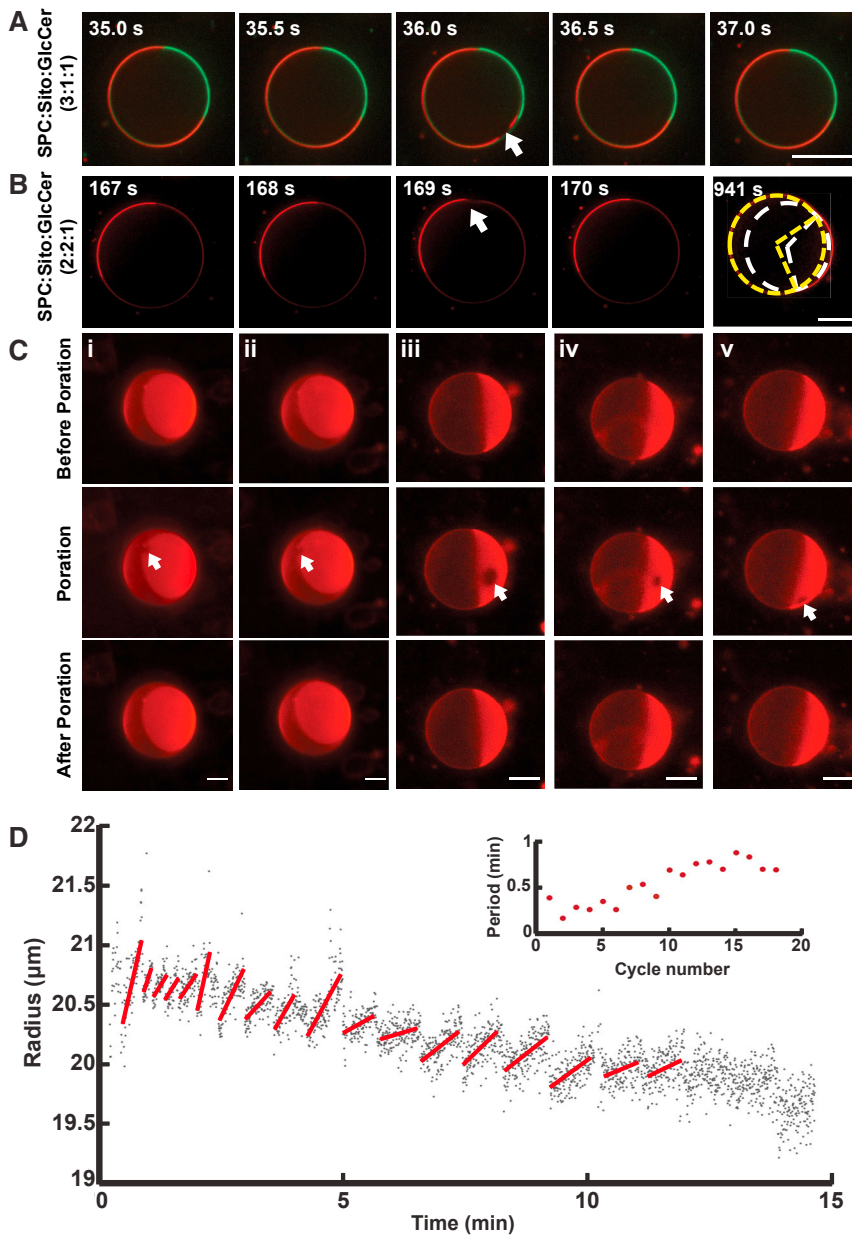 A
SPC:Sito:GlcCer
(3:1:1)
35.0 s
35.5 s
36.0 s
36.5 s
37.0 s
B
SPC:Sito:GlcCer
(2:2:1)
167 s
168 s
169 s
170 s
941 s
C
i
ii
iii
iv
v
Before Poration
Poration
After Poration
D
22
21.5
21
20.5
20
19.5
19
Radius (µm)
0
5
10
15
Time (min)
1
0.5
0
Period (min)
0
5
10
15
20
Cycle number